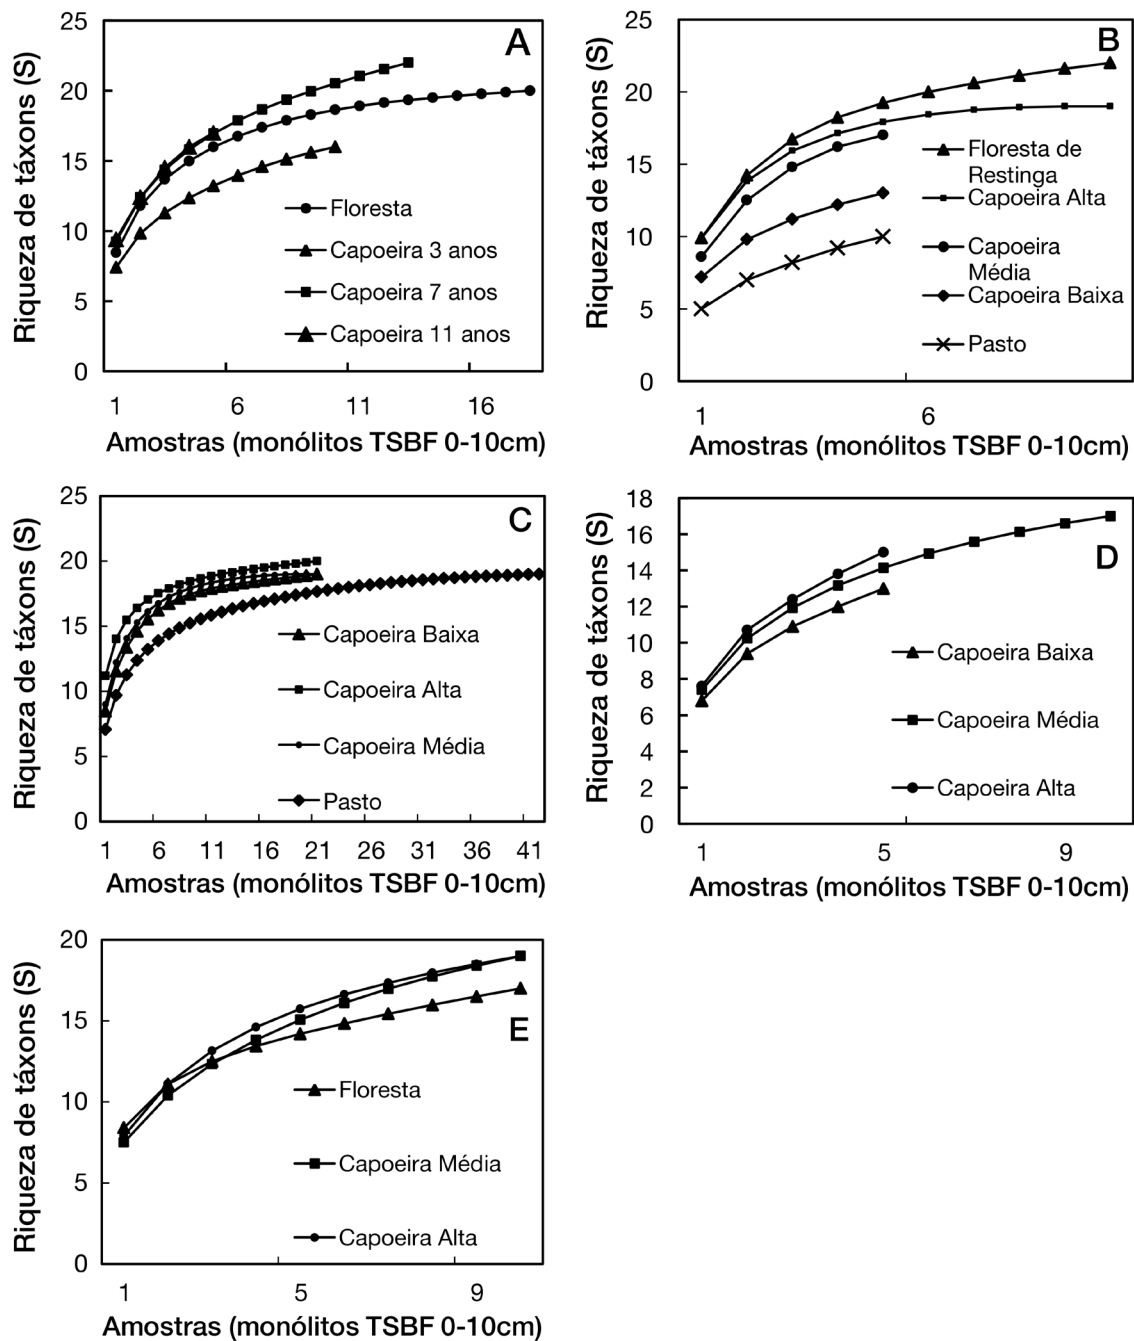 A
Riqueza de táxons (S)
25
20
15
10
5
0
Floresta
Capoeira 3 anos
Capoeira 7 anos
Capoeira 11 anos
1 6 11 16
Amostras (monólitos TSBF 0-10cm)
B
Riqueza de táxons (S)
25
20
15
10
5
0
Floresta de
Restinga
Capoeira Alta
Capoeira
Média
Capoeira Baixa
Pasto
1 6
Amostras (monólitos TSBF 0-10cm)
C
Riqueza de táxons (S)
25
20
15
10
5
0
Capoeira Baixa
Capoeira Alta
Capoeira Média
Pasto
1 6 11 16 21 26 31 36 41
Amostras (monólitos TSBF 0-10cm)
D
Riqueza de táxons (S)
18
16
14
12
10
8
6
4
2
0
Capoeira Baixa
Capoeira Média
Capoeira Alta
1 5 9
Amostras (monólitos TSBF 0-10cm)
E
Riqueza de táxons (S)
20
15
10
5
0
Floresta
Capoeira Média
Capoeira Alta
1 5 9
Amostras (monólitos TSBF 0-10cm)